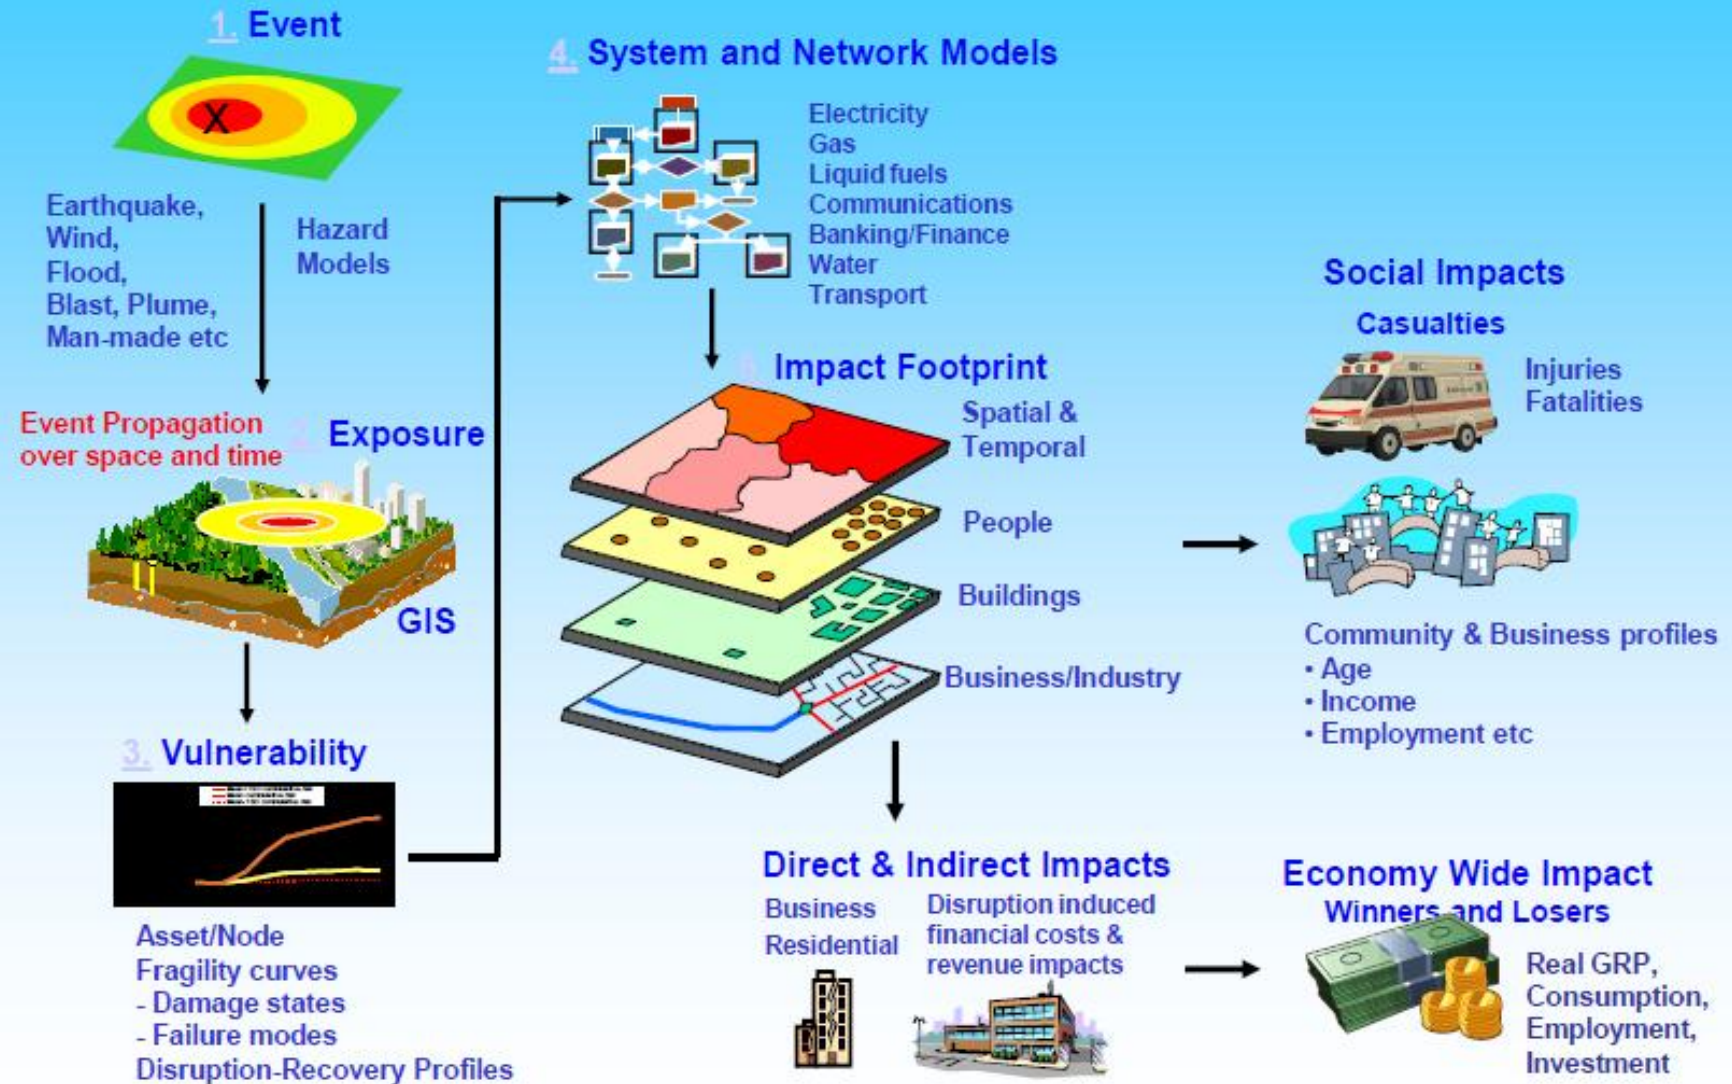 1. Event
Earthquake,
Wind,
Flood,
Blast, Plume,
Man-made etc
Hazard
Models
Event Propagation
over space and time
2. Exposure
GIS
3. Vulnerability
Asset/Node
Fragility curves
- Damage states
- Failure modes
Disruption-Recovery Profiles
4. System and Network Models
Electricity
Gas
Liquid fuels
Communications
Banking/Finance
Water
Transport
Impact Footprint
Spatial &
Temporal
People
Buildings
Business/Industry
Direct & Indirect Impacts
Business
Residential
Disruption induced
financial costs &
revenue impacts
Social Impacts
Casualties
Injuries
Fatalities
Community & Business profiles
• Age
• Income
• Employment etc
Economy Wide Impact
Winners and Losers
Real GRP,
Consumption,
Employment,
Investment